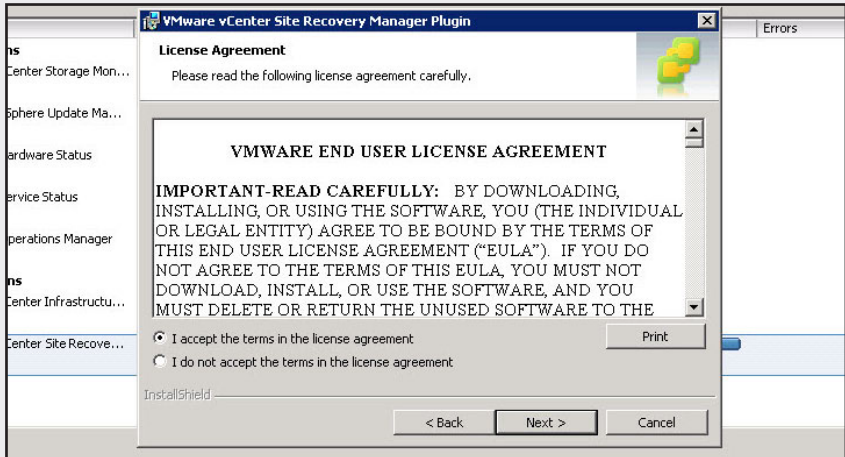 VMware vCenter Site Recovery Manager Plugin
Errors
License Agreement
Please read the following license agreement carefully.
ns
Center Storage Mon...
Sphere Update Ma...
ardware Status
ervice Status
perations Manager
ns
Center Infrastructu...
Center Site Recove...
VMWARE END USER LICENSE AGREEMENT
IMPORTANT-READ CAREFULLY: BY DOWNLOADING,
INSTALLING, OR USING THE SOFTWARE, YOU (THE INDIVIDUAL
OR LEGAL ENTITY) AGREE TO BE BOUND BY THE TERMS OF
THIS END USER LICENSE AGREEMENT (“EULA”). IF YOU DO
NOT AGREE TO THE TERMS OF THIS EULA, YOU MUST NOT
DOWNLOAD, INSTALL, OR USE THE SOFTWARE, AND YOU
MUST DELETE OR RETURN THE UNUSED SOFTWARE TO THE
I accept the terms in the license agreement
Print
I do not accept the terms in the license agreement
InstallShield
< Back
Next >
Cancel